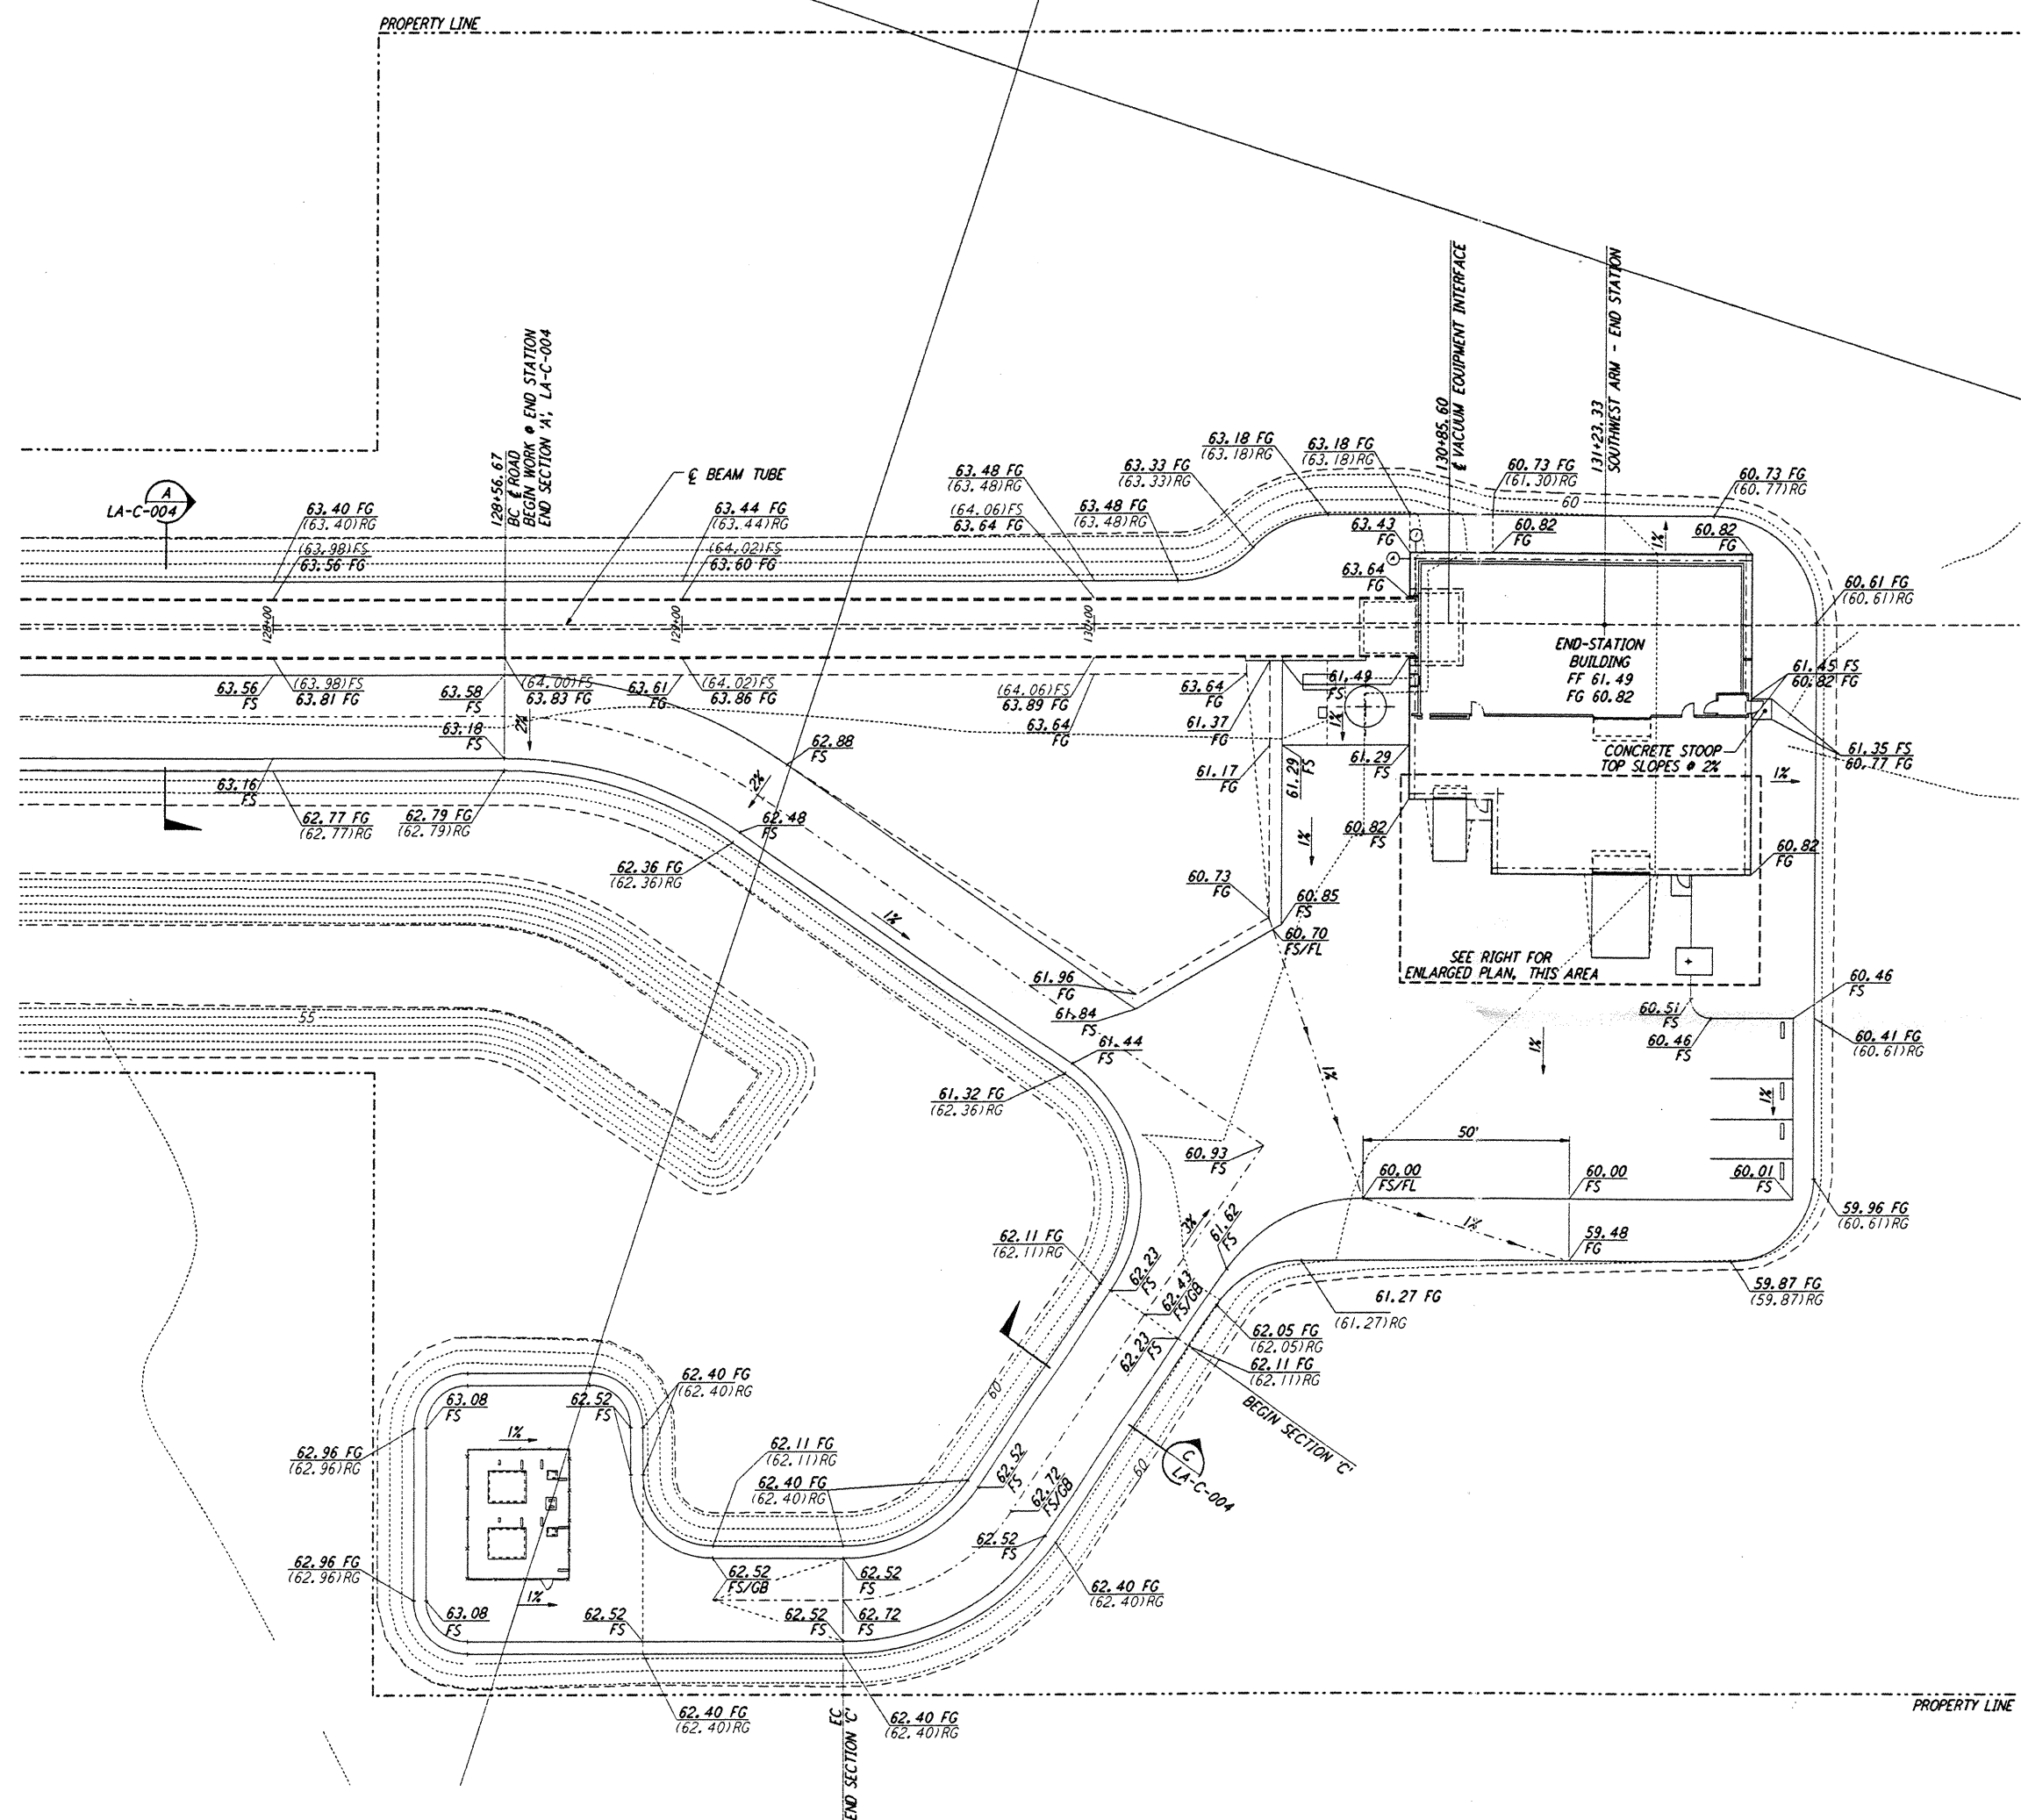 PROPERTY LINE
128+56.67
BC ℄ ROAD
BEGIN WORK @ END STATION
END SECTION 'A', LA-C-004
℄ BEAM TUBE
130+85.60
℄ VACUUM EQUIPMENT INTERFACE
131+23.33
SOUTHWEST ARM - END STATION
A
LA-C-004
63.40 FG
(63.40)RG
(63.98)FS
63.56 FG
63.44 FG
(63.44)RG
(64.02)FS
63.60 FG
63.48 FG
(63.48)RG
(64.06)FS
63.64 FG
63.48 FG
(63.48)RG
63.33 FG
(63.33)RG
63.18 FG
(63.18)RG
63.18 FG
(63.18)RG
60.73 FG
(61.30)RG
60
60.73 FG
(60.77)RG
63.43
FG
60.82
FG
1%
60.82
FG
63.64
FG
60.61 FG
(60.61)RG
128+00
129+00
130+00
END-STATION
BUILDING
FF 61.49
FG 60.82
63.56
FS
(63.98)FS
63.81 FG
63.58
FS
(64.00)FS
63.83 FG
63.61
FG
(64.02)FS
63.86 FG
(64.06)FS
63.89 FG
63.64
FG
63.64
FG
61.49
FS
61.45 FS
60.82 FG
63.18
FS
2%
62.88
FS
61.37
FG
1%
61.17
FG
61.29
FS
61.29
FS
CONCRETE STOOP
TOP SLOPES @ 2%
61.35 FS
60.77 FG
1%
63.16
FS
62.77 FG
(62.77)RG
62.79 FG
(62.79)RG
2%
62.48
FS
62.36 FG
(62.36)RG
1%
60.82
FS
60.82
FG
60.73
FG
60.85
FS
60.70
FS/FL
1%
SEE RIGHT FOR
ENLARGED PLAN, THIS AREA
61.96
FG
61.84
FS
60.46
FS
60.51
FS
60.46
FS
60.41 FG
(60.61)RG
55
61.44
FS
61.32 FG
(62.36)RG
1%
1%
1%
50'
60.93
FS
60.00
FS/FL
60.00
FS
60.01
FS
59.96 FG
(60.61)RG
62.11 FG
(62.11)RG
3%
61.62
FS
1%
59.48
FG
62.23
FS
62.43
FS/GB
59.87 FG
(59.87)RG
61.27 FG
(61.27)RG
62.23
FS
62.05 FG
(62.05)RG
62.11 FG
(62.11)RG
BEGIN SECTION 'C'
60
62.40 FG
(62.40)RG
63.08
FS
62.52
FS
1%
62.96 FG
(62.96)RG
62.11 FG
(62.11)RG
62.40 FG
(62.40)RG
62.52
FS
62.72
FS/GB
60
C
LA-C-004
62.52
FS
62.96 FG
(62.96)RG
63.08
FS
1%
62.52
FS/GB
62.52
FS
62.40 FG
(62.40)RG
62.52
FS
62.52
FS
62.72
FS
62.40 FG
(62.40)RG
62.40 FG
(62.40)RG
EC
END SECTION 'C'
PROPERTY LINE